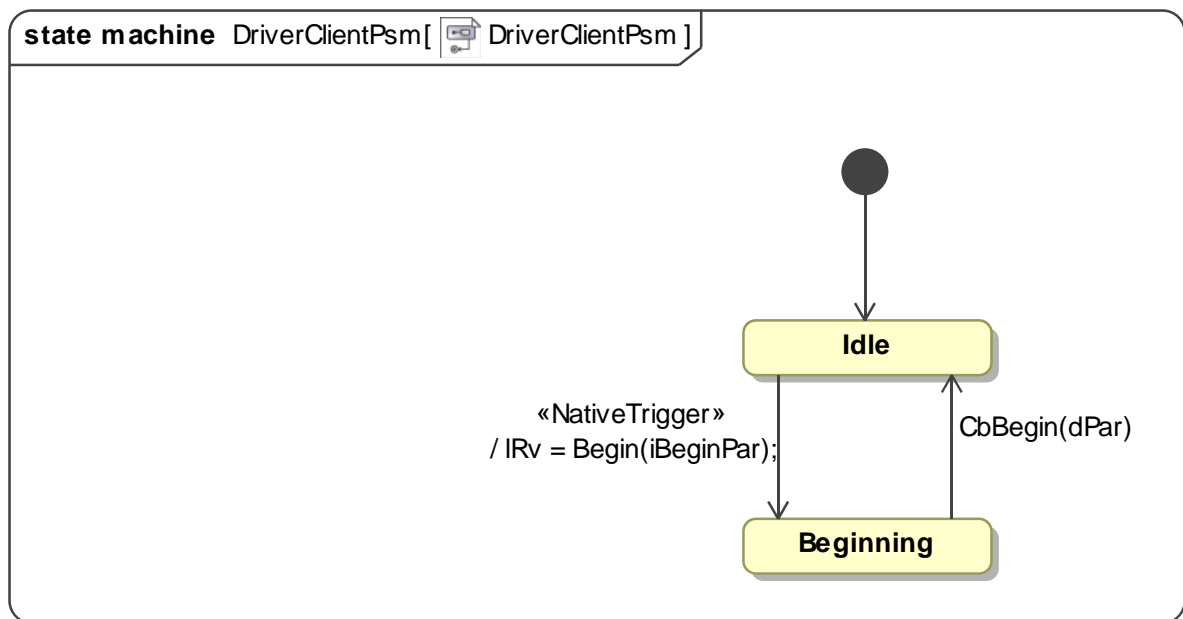 state machine DriverClientPsm[ DriverClientPsm ]
Idle
«NativeTrigger»
/ lRv = Begin(iBeginPar);
CbBegin(dPar)
Beginning